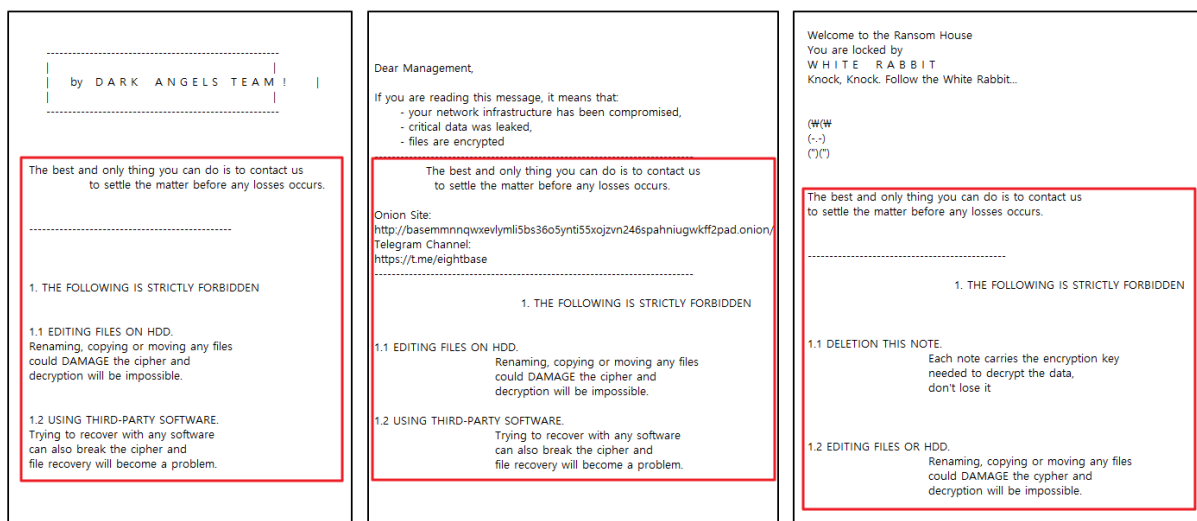 ---------------------------------------------------
| |
| by D A R K A N G E L S T E A M ! |
| |
---------------------------------------------------
The best and only thing you can do is to contact us
to settle the matter before any losses occurs.
---------------------------------------------
1. THE FOLLOWING IS STRICTLY FORBIDDEN
1.1 EDITING FILES ON HDD.
Renaming, copying or moving any files
could DAMAGE the cipher and
decryption will be impossible.
1.2 USING THIRD-PARTY SOFTWARE.
Trying to recover with any software
can also break the cipher and
file recovery will become a problem.
Dear Management,
If you are reading this message, it means that:
- your network infrastructure has been compromised,
- critical data was leaked,
- files are encrypted
-----------------------------------------------------------------------
The best and only thing you can do is to contact us
to settle the matter before any losses occurs.
Onion Site:
http://basemmnnqwxevlymli5bs36o5ynti55xojzvn246spahniugwkff2pad.onion/
Telegram Channel:
https://t.me/eightbase
-----------------------------------------------------------------------
1. THE FOLLOWING IS STRICTLY FORBIDDEN
1.1 EDITING FILES ON HDD.
Renaming, copying or moving any files
could DAMAGE the cipher and
decryption will be impossible.
1.2 USING THIRD-PARTY SOFTWARE.
Trying to recover with any software
can also break the cipher and
file recovery will become a problem.
Welcome to the Ransom House
You are locked by
W H I T E R A B B I T
Knock, Knock. Follow the White Rabbit...
(₩(₩
(-.-)
(")(")
The best and only thing you can do is to contact us
to settle the matter before any losses occurs.
--------------------------------------------
1. THE FOLLOWING IS STRICTLY FORBIDDEN
1.1 DELETION THIS NOTE.
Each note carries the encryption key
needed to decrypt the data,
don't lose it
1.2 EDITING FILES OR HDD.
Renaming, copying or moving any files
could DAMAGE the cypher and
decryption will be impossible.